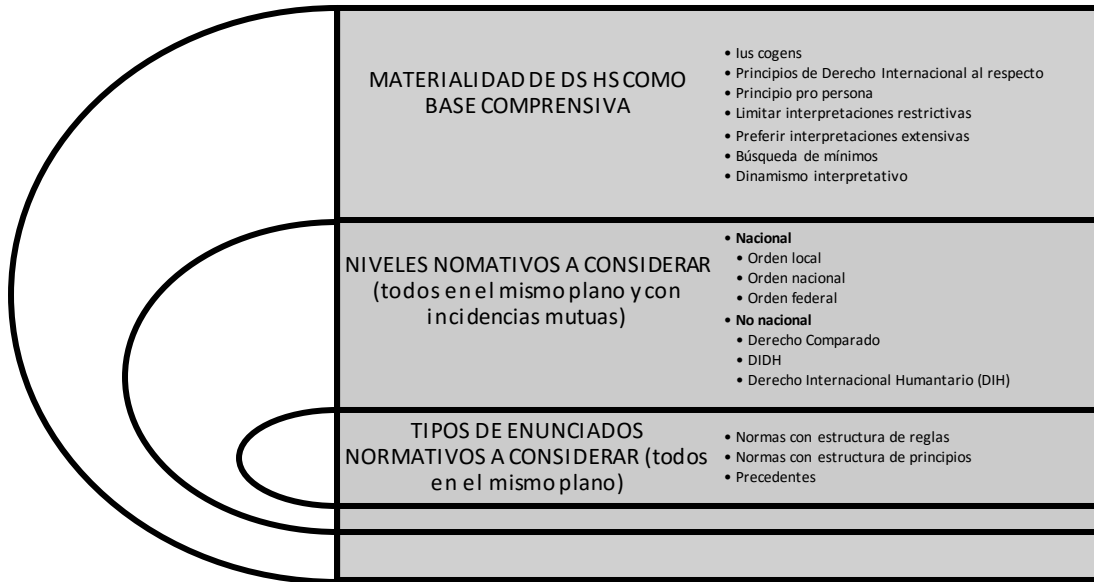 MATERIALIDAD DE DS HS COMO
BASE COMPRENSIVA
• Ius cogens
• Principios de Derecho Internacional al respecto
• Principio pro persona
• Limitar interpretaciones restrictivas
• Preferir interpretaciones extensivas
• Búsqueda de mínimos
• Dinamismo interpretativo
NIVELES NOMATIVOS A CONSIDERAR
(todos en el mismo plano y con
incidencias mutuas)
• Nacional
• Orden local
• Orden nacional
• Orden federal
• No nacional
• Derecho Comparado
• DIDH
• Derecho Internacional Humantario (DIH)
TIPOS DE ENUNCIADOS
NORMATIVOS A CONSIDERAR (todos
en el mismo plano)
• Normas con estructura de reglas
• Normas con estructura de principios
• Precedentes